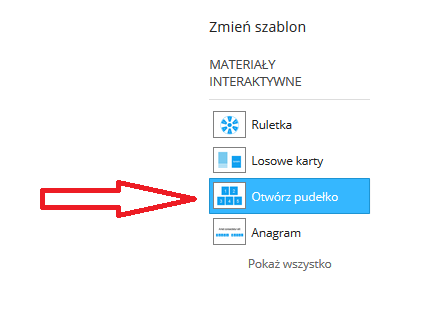 Zmień szablon
MATERIAŁY
INTERAKTYWNE
Ruletka
Losowe karty
Otwórz pudełko
Anagram
Pokaż wszystko